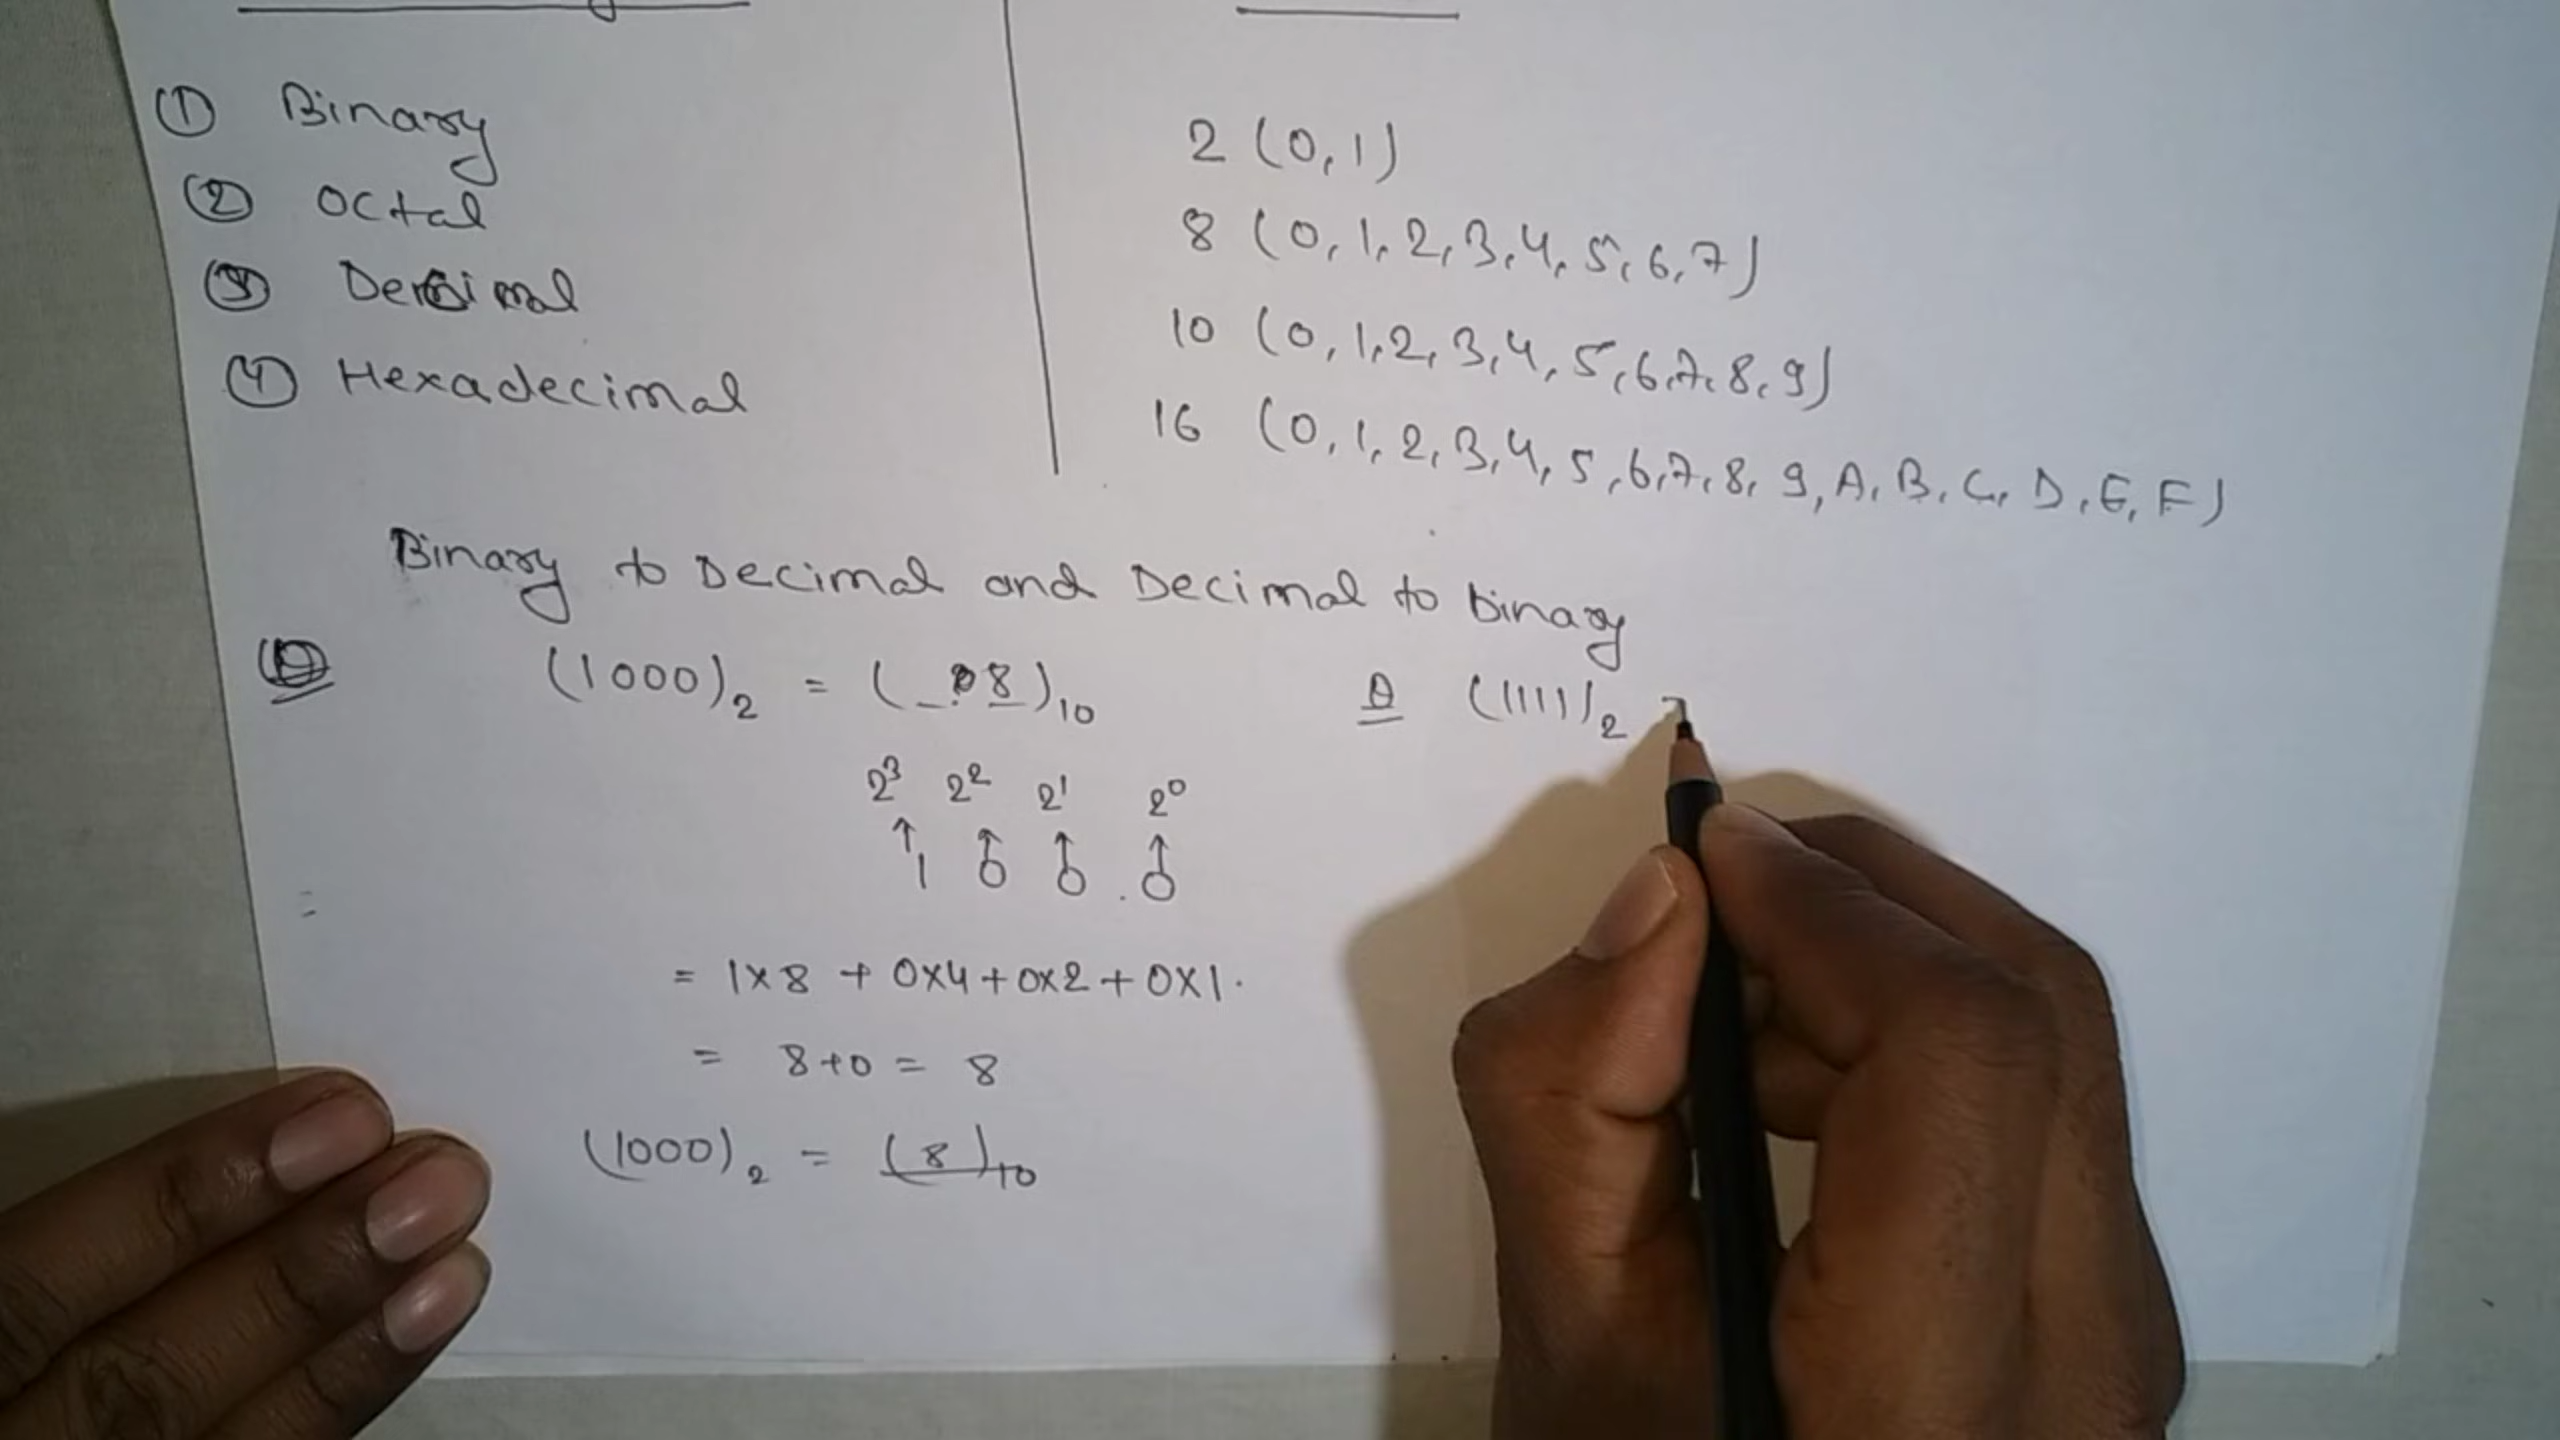 ① Binary
② Octal
③ Decimal
④ Hexadecimal
2 (0,1)
8 (0,1,2,3,4,5,6,7)
10 (0,1,2,3,4,5,6,7,8,9)
16 (0,1,2,3,4,5,6,7,8,9,A,B,C,D,E,F)
Binary to Decimal and Decimal to binary
(1000)₂ = ( 8 )₁₀
2³ 2² 2¹ 2⁰
↑ ↑ ↑ ↑
1 0 0 0
= 1×8 + 0×4 + 0×2 + 0×1.
= 8+0 = 8
(1000)₂ = (8)₁₀
Q (1111)₂